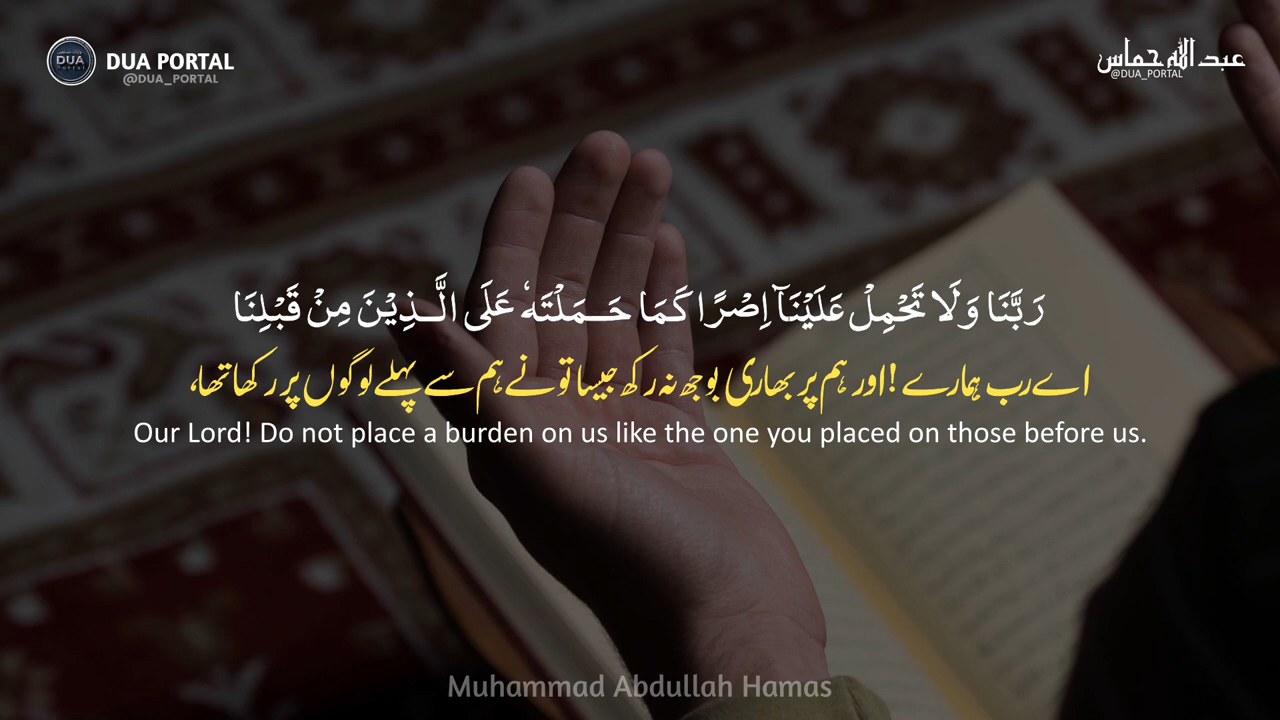 DUA PORTAL
@DUA_PORTAL
عبد الله حماس
@DUA_PORTAL
رَبَّنَا وَلَا تَحْمِلْ عَلَيْنَآ اِصْرًا كَمَا حَـمَلْتَهٗ عَلَى الَّـذِيْنَ مِنْ قَبْلِنَا
اے رب ہمارے !اور ہم پر بھاری بوجھ نہ رکھ جیسا تو نے ہم سے پہلے لوگوں پر رکھا تھا،
Our Lord! Do not place a burden on us like the one you placed on those before us.
Muhammad Abdullah Hamas